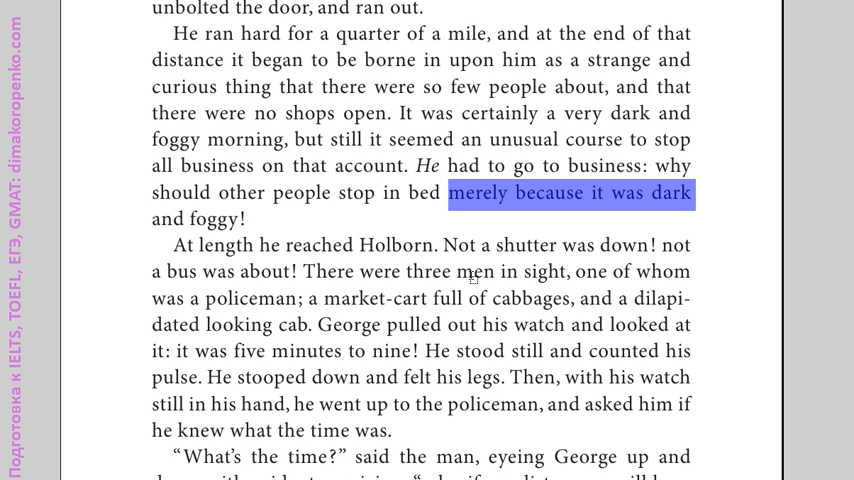 unbolted the door, and ran out.
He ran hard for a quarter of a mile, and at the end of that
distance it began to be borne in upon him as a strange and
curious thing that there were so few people about, and that
there were no shops open. It was certainly a very dark and
foggy morning, but still it seemed an unusual course to stop
all business on that account. He had to go to business: why
should other people stop in bed merely because it was dark
and foggy!
At length he reached Holborn. Not a shutter was down! not
a bus was about! There were three men in sight, one of whom
was a policeman; a market-cart full of cabbages, and a dilapi-
dated looking cab. George pulled out his watch and looked at
it: it was five minutes to nine! He stood still and counted his
pulse. He stooped down and felt his legs. Then, with his watch
still in his hand, he went up to the policeman, and asked him if
he knew what the time was.
“What’s the time?” said the man, eyeing George up and
Подготовка к IELTS, TOEFL, ЕГЭ, GMAT: dimakoropenko.com